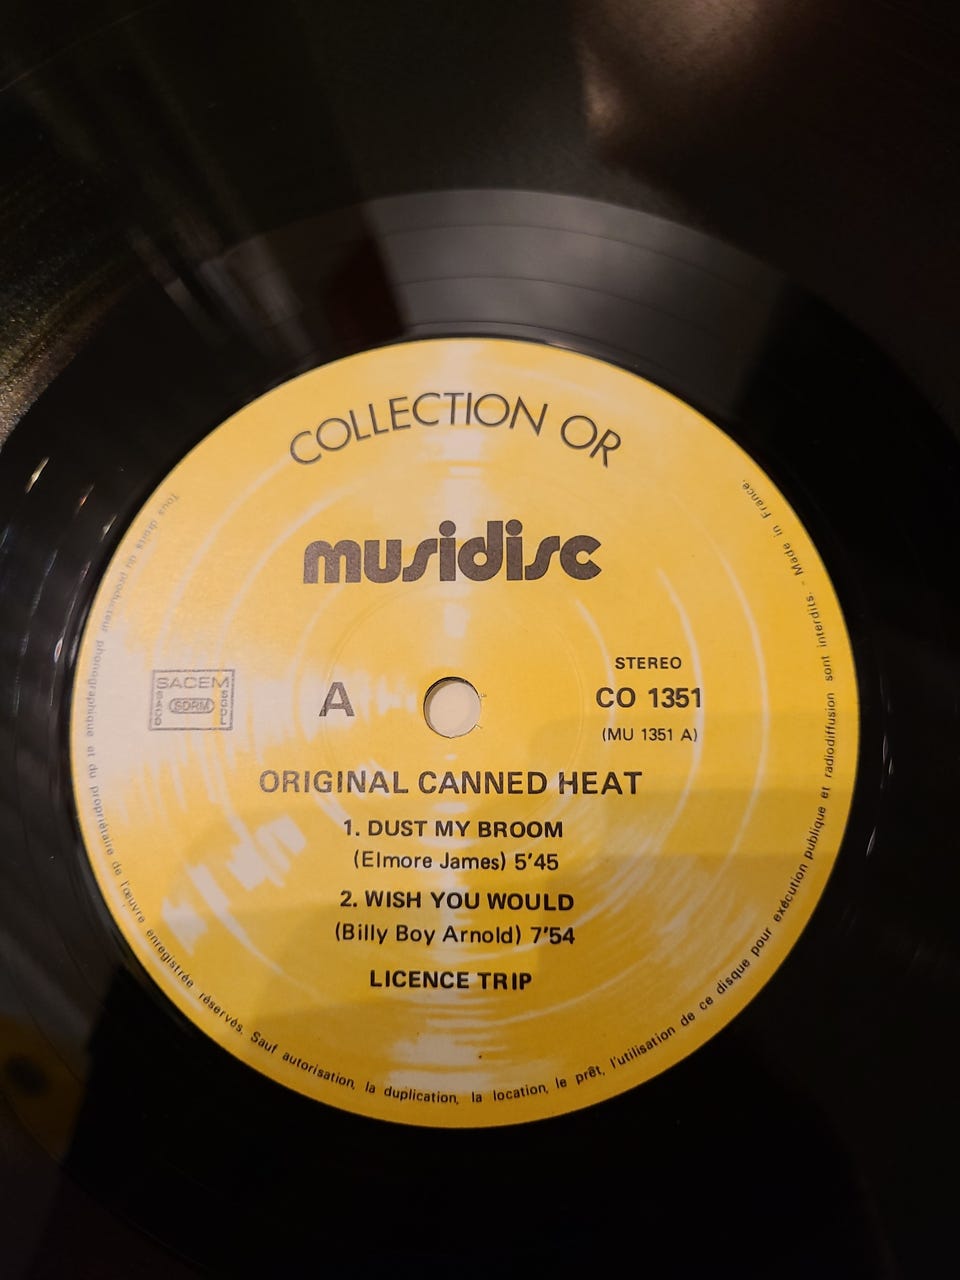 COLLECTION OR
musidisc
SACEM
SACD
SDRM
SGDL
A
STEREO
CO 1351
(MU 1351 A)
ORIGINAL CANNED HEAT
1. DUST MY BROOM
(Elmore James) 5'45
2. WISH YOU WOULD
(Billy Boy Arnold) 7'54
LICENCE TRIP
Tous droits du producteur phonographique et du propriétaire de l'œuvre enregistrée réservés. Sauf autorisation, la duplication, la location, le prêt, l'utilisation de ce disque pour exécution publique et radiodiffusion sont interdits. - Made in France.